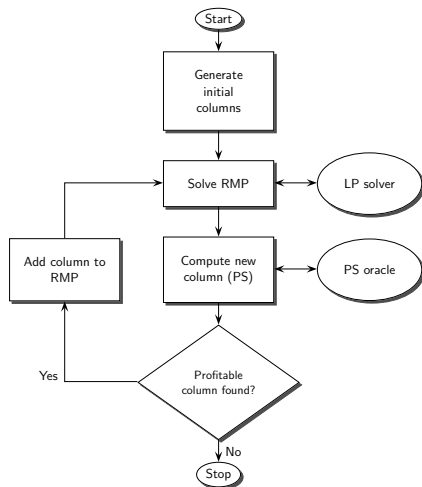 Start
Generate
initial
columns
Solve RMP
LP solver
Add column to
RMP
Compute new
column (PS)
PS oracle
Profitable
column found?
Yes
No
Stop